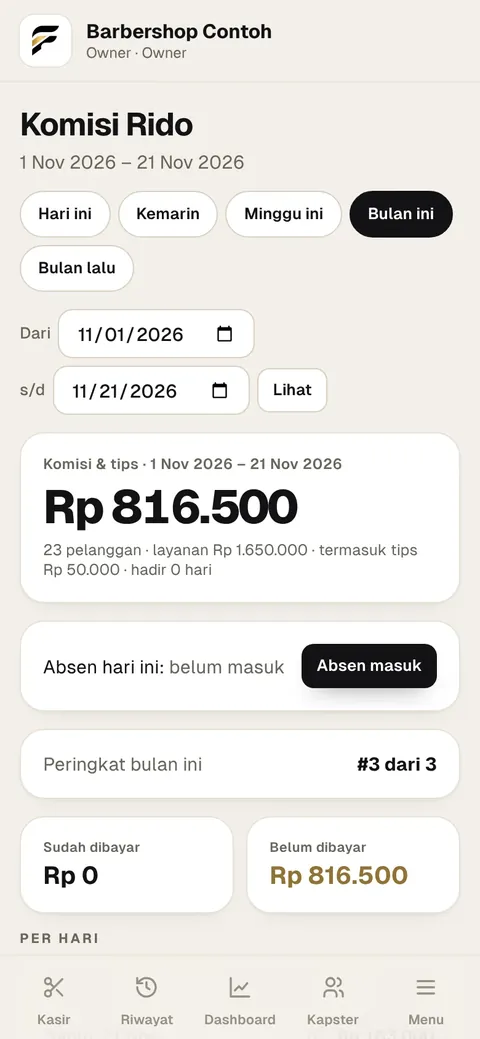 Barbershop Contoh
Owner · Owner
Komisi Rido
1 Nov 2026 – 21 Nov 2026
Hari ini
Kemarin
Minggu ini
Bulan ini
Bulan lalu
Dari 11/01/2026
s/d 11/21/2026 Lihat
Komisi & tips · 1 Nov 2026 – 21 Nov 2026
Rp 816.500
23 pelanggan · layanan Rp 1.650.000 · termasuk tips
Rp 50.000 · hadir 0 hari
Absen hari ini: belum masuk
Absen masuk
Peringkat bulan ini
#3 dari 3
Sudah dibayar
Rp 0
Belum dibayar
Rp 816.500
PER HARI
Kasir
Riwayat
Dashboard
Kapster
Menu